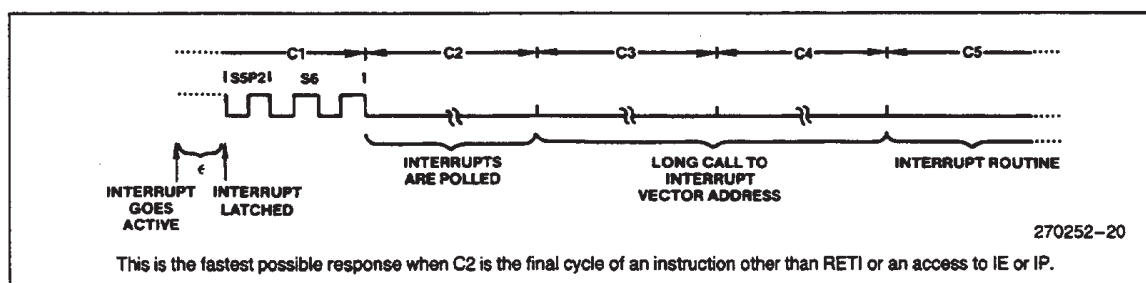 C1 C2 C3 C4 C5
S5P2 S6
ϵ
INTERRUPT
GOES
ACTIVE
INTERRUPT
LATCHED
INTERRUPTS
ARE POLLED
LONG CALL TO
INTERRUPT
VECTOR ADDRESS
INTERRUPT ROUTINE
270252-20
This is the fastest possible response when C2 is the final cycle of an instruction other than RETI or an access to IE or IP.